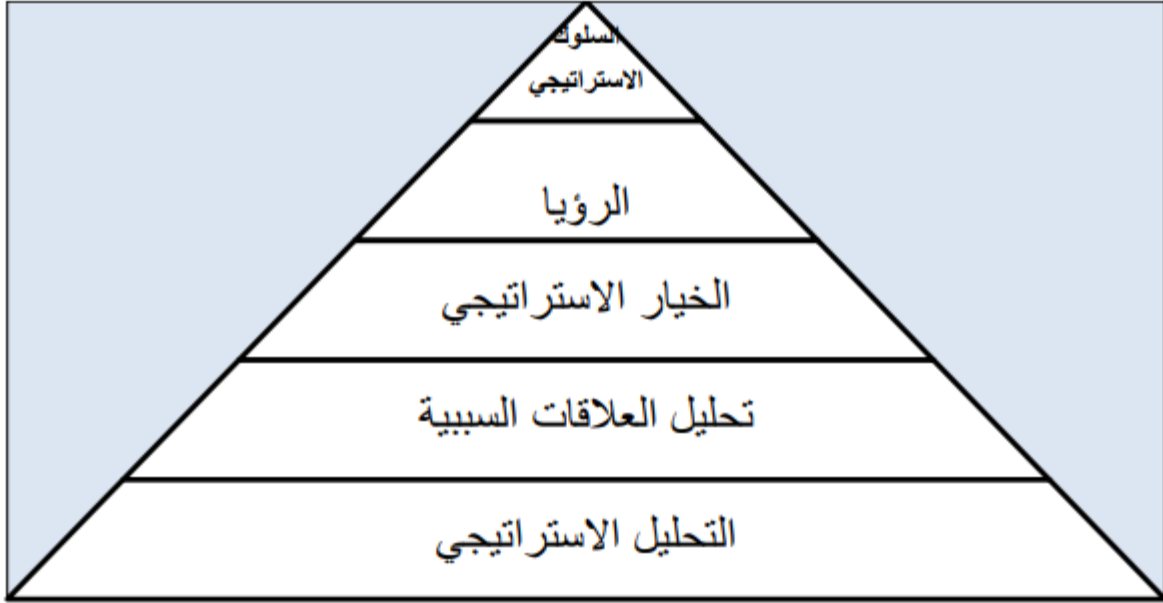 السلوك
الاستراتيجي
الرؤيا
الخيار الاستراتيجي
تحليل العلاقات السببية
التحليل الاستراتيجي